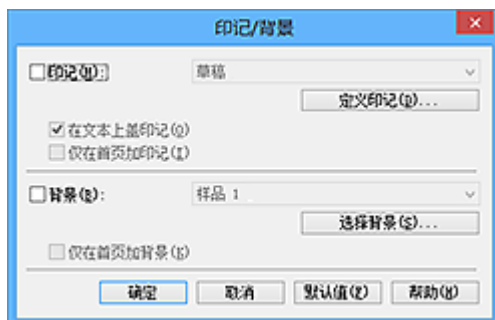 印记/背景
印记(W): 草稿
定义印记(D)...
在文本上盖印记(O)
仅在首页加印记(I)
背景(B): 样品 1
选择背景(S)...
仅在首页加背景(K)
确定 取消 默认值(F) 帮助(H)